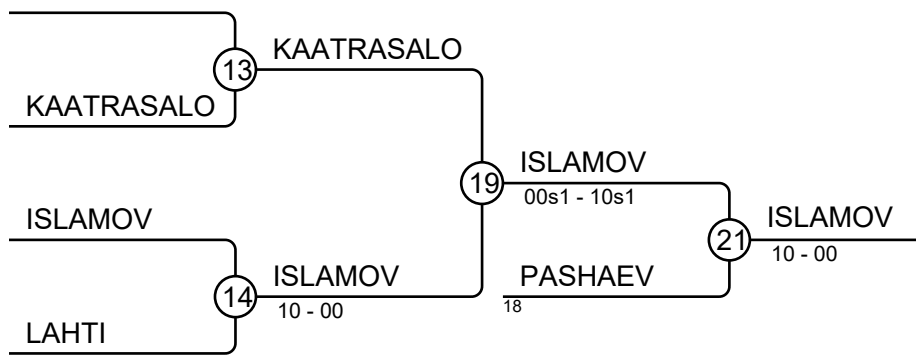 KAATRASALO
13
KAATRASALO
ISLAMOV
19
00s1 - 10s1
ISLAMOV
ISLAMOV
21
10 - 00
ISLAMOV
14
10 - 00
PASHAEV
18
LAHTI